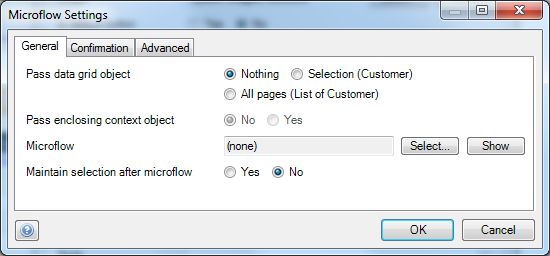 Microflow Settings
General Confirmation Advanced
Pass data grid object Nothing Selection (Customer)
All pages (List of Customer)
Pass enclosing context object No Yes
Microflow (none) Select... Show
Maintain selection after microflow Yes No
? OK Cancel